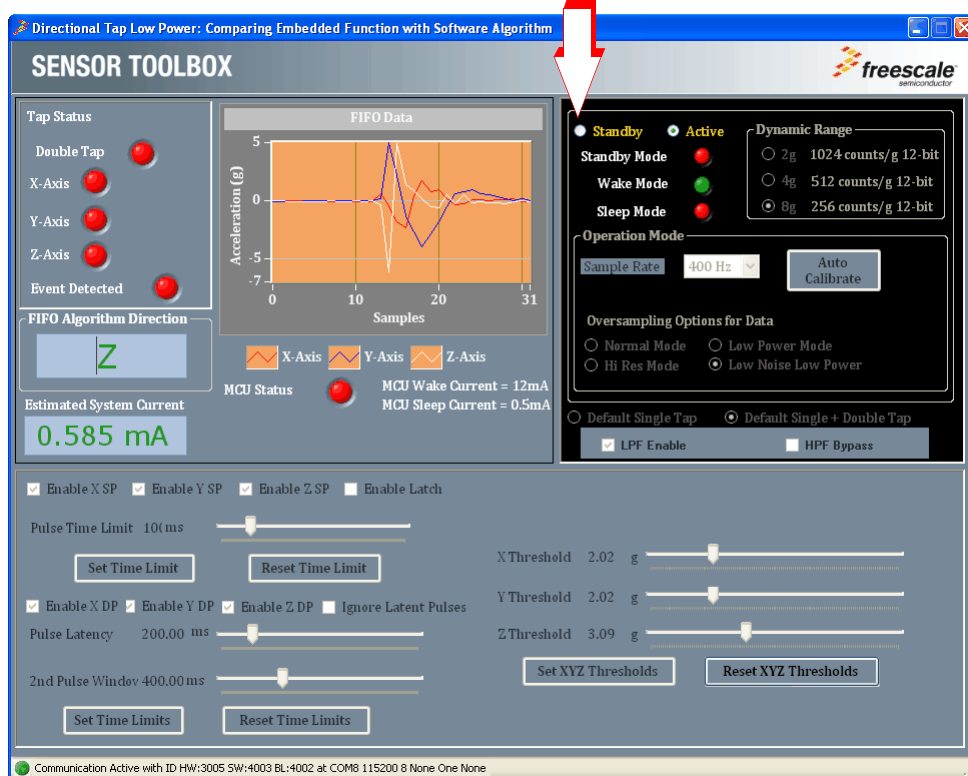 Directional Tap Low Power: Comparing Embedded Function with Software Algorithm
SENSOR TOOLBOX
freescale
semiconductor
Tap Status
Double Tap
X-Axis
Y-Axis
Z-Axis
Event Detected
FIFO Algorithm Direction
Z
Estimated System Current
0.585 mA
FIFO Data
Acceleration (g)
5
0
-5
-7
0 10 20 31
Samples
X-Axis Y-Axis Z-Axis
MCU Status
MCU Wake Current = 12mA
MCU Sleep Current = 0.5mA
Standby Active
Standby Mode
Wake Mode
Sleep Mode
Dynamic Range
2g 1024 counts/g 12-bit
4g 512 counts/g 12-bit
8g 256 counts/g 12-bit
Operation Mode
Sample Rate 400 Hz
Auto
Calibrate
Oversampling Options for Data
Normal Mode Low Power Mode
Hi Res Mode Low Noise Low Power
Default Single Tap Default Single + Double Tap
LPF Enable HPF Bypass
Enable X SP Enable Y SP Enable Z SP Enable Latch
Pulse Time Limit 10( ms
Set Time Limit Reset Time Limit
Enable X DP Enable Y DP Enable Z DP Ignore Latent Pulses
Pulse Latency 200.00 ms
2nd Pulse Windov 400.00 ms
Set Time Limits Reset Time Limits
X Threshold 2.02 g
Y Threshold 2.02 g
Z Threshold 3.09 g
Set XYZ Thresholds Reset XYZ Thresholds
Communication Active with ID HW:3005 SW:4003 BL:4002 at COM8 115200 8 None One None